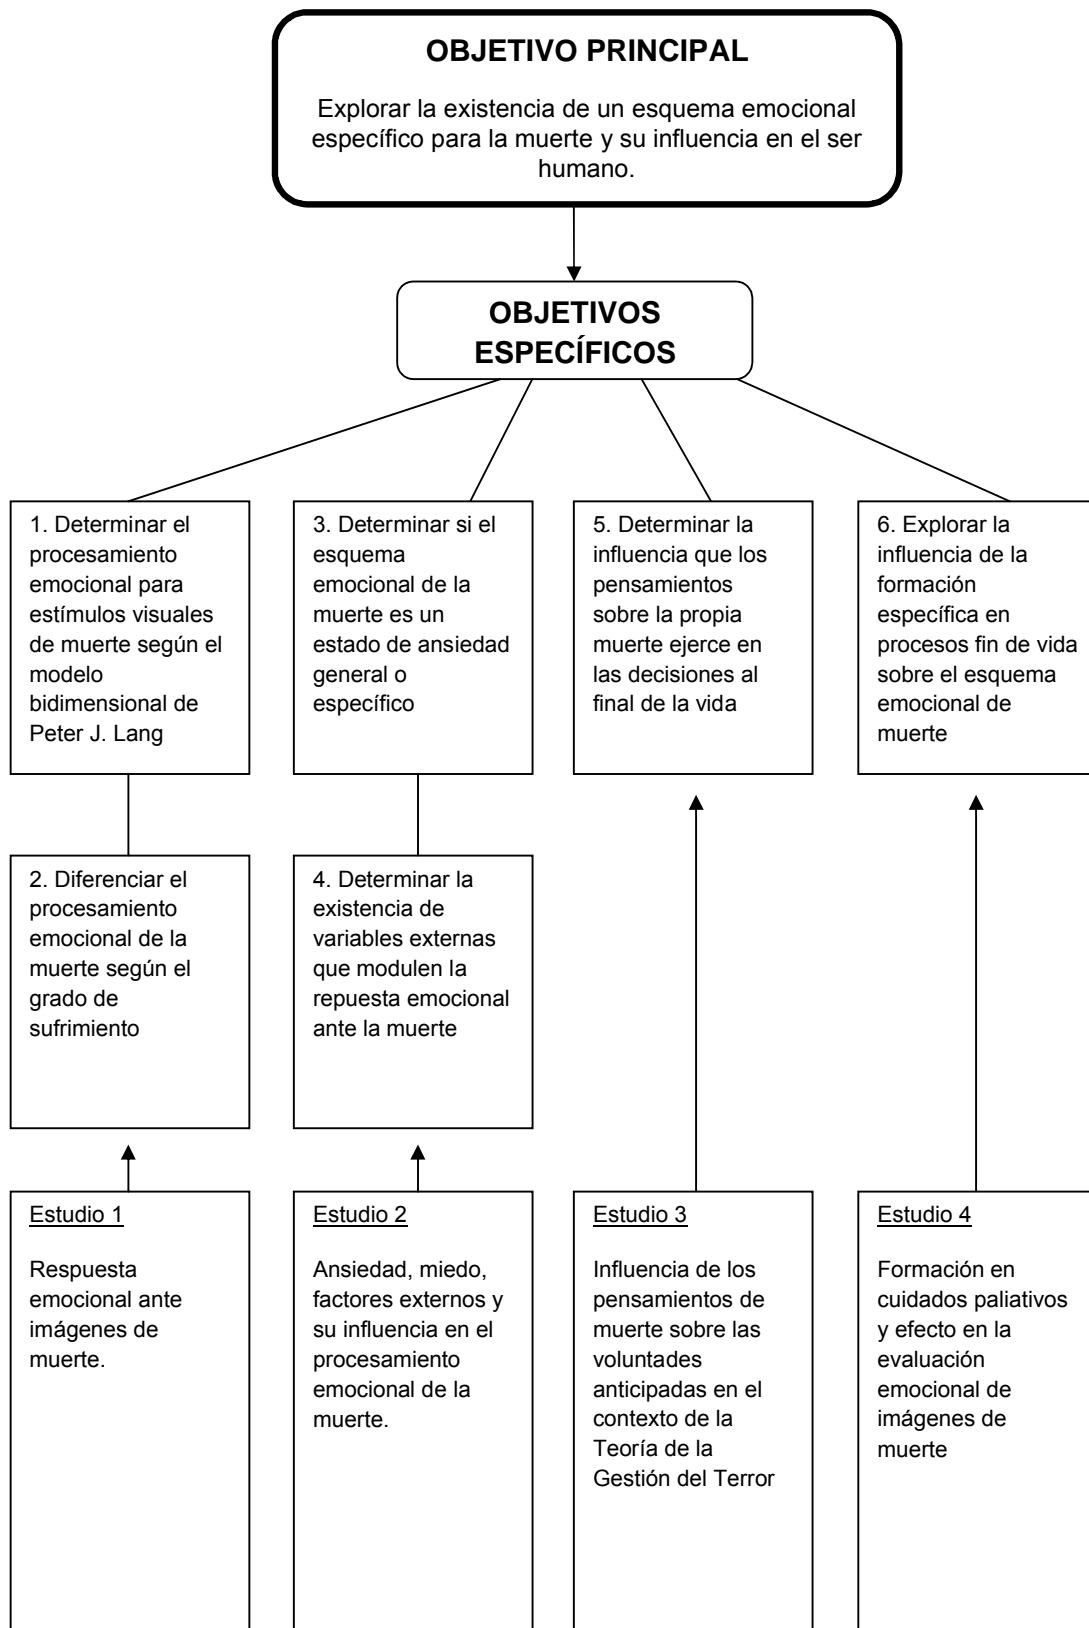 OBJETIVO PRINCIPAL
Explorar la existencia de un esquema emocional
específico para la muerte y su influencia en el ser
humano.
OBJETIVOS
ESPECÍFICOS
1. Determinar el
procesamiento
emocional para
estímulos visuales
de muerte según el
modelo
bidimensional de
Peter J. Lang
3. Determinar si el
esquema
emocional de la
muerte es un
estado de ansiedad
general o
específico
5. Determinar la
influencia que los
pensamientos
sobre la propia
muerte ejerce en
las decisiones al
final de la vida
6. Explorar la
influencia de la
formación
específica en
procesos fin de vida
sobre el esquema
emocional de
muerte
2. Diferenciar el
procesamiento
emocional de la
muerte según el
grado de
sufrimiento
4. Determinar la
existencia de
variables externas
que modulen la
repuesta emocional
ante la muerte
Estudio 1
Respuesta
emocional ante
imágenes de
muerte.
Estudio 2
Ansiedad, miedo,
factores externos y
su influencia en el
procesamiento
emocional de la
muerte.
Estudio 3
Influencia de los
pensamientos de
muerte sobre las
voluntades
anticipadas en el
contexto de la
Teoría de la
Gestión del Terror
Estudio 4
Formación en
cuidados paliativos
y efecto en la
evaluación
emocional de
imágenes de
muerte